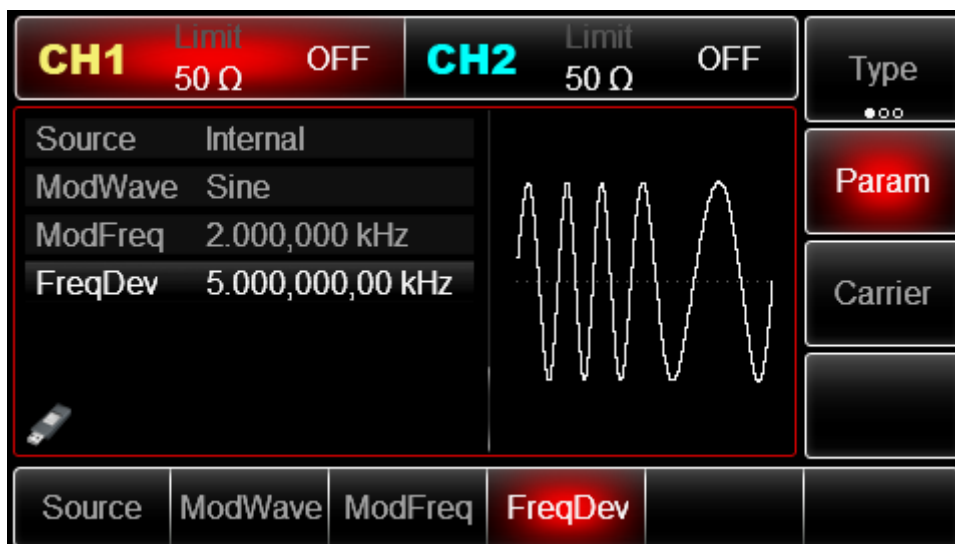 CH1 Limit 50 Ω OFF
CH2 Limit 50 Ω OFF
Type
Source Internal
ModWave Sine
ModFreq 2.000,000 kHz
FreqDev 5.000,000,00 kHz
Param
Carrier
Source ModWave ModFreq FreqDev